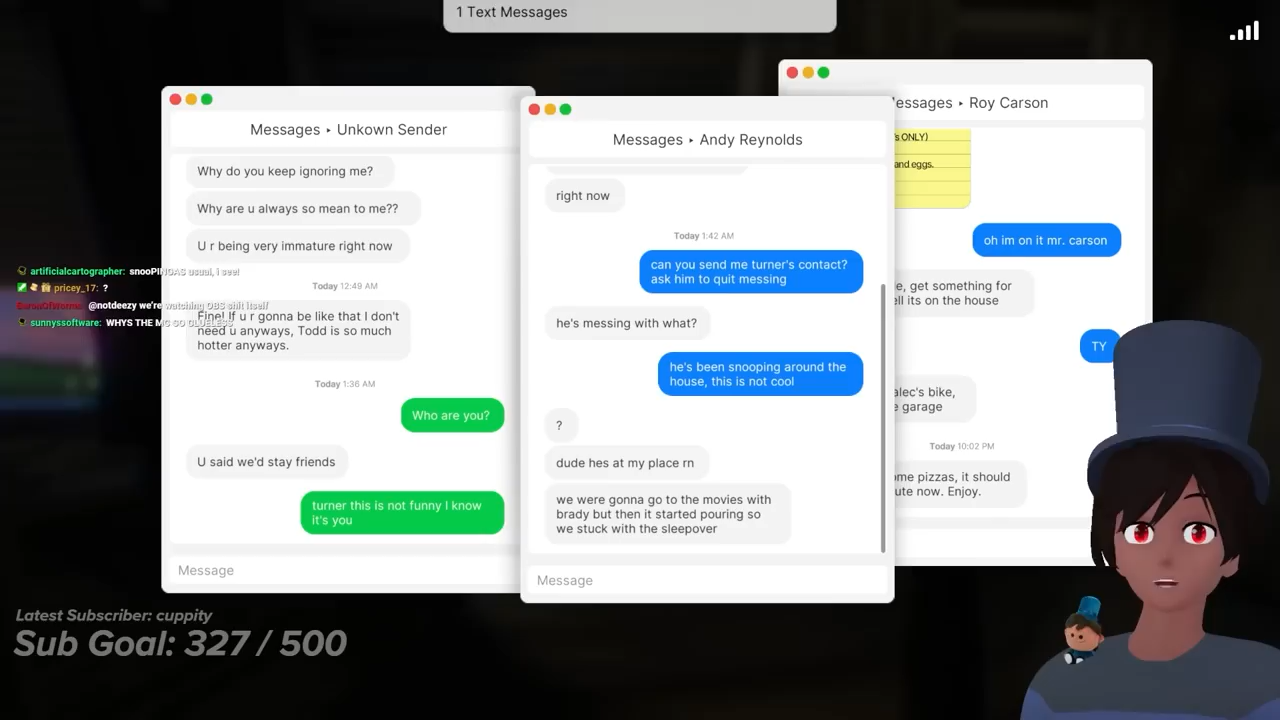 1 Text Messages
Messages ▸ Unkown Sender
Why do you keep ignoring me?
Why are u always so mean to me??
U r being very immature right now
Today 12:49 AM
Fine! If u r gonna be like that I don't
need u anyways, Todd is so much
hotter anyways.
Today 1:36 AM
Who are you?
U said we'd stay friends
turner this is not funny I know
it's you
Message
artificialcartographer: snooPINGAS usual, i see!
pricey_17: ?
BaronOfWorms: @notdeezy we're watching OBS shit itself
sunnyssoftware: WHYS THE MC SO CLUELESS
Messages ▸ Andy Reynolds
right now
Today 1:42 AM
can you send me turner's contact?
ask him to quit messing
he's messing with what?
he's been snooping around the
house, this is not cool
?
dude hes at my place rn
we were gonna go to the movies with
brady but then it started pouring so
we stuck with the sleepover
Message
essages ▸ Roy Carson
's ONLY)
and eggs.
oh im on it mr. carson
e, get something for
ell its on the house
TY
alec's bike,
e garage
Today 10:02 PM
ome pizzas, it should
ute now. Enjoy.
Latest Subscriber: cuppity
Sub Goal: 327 / 500